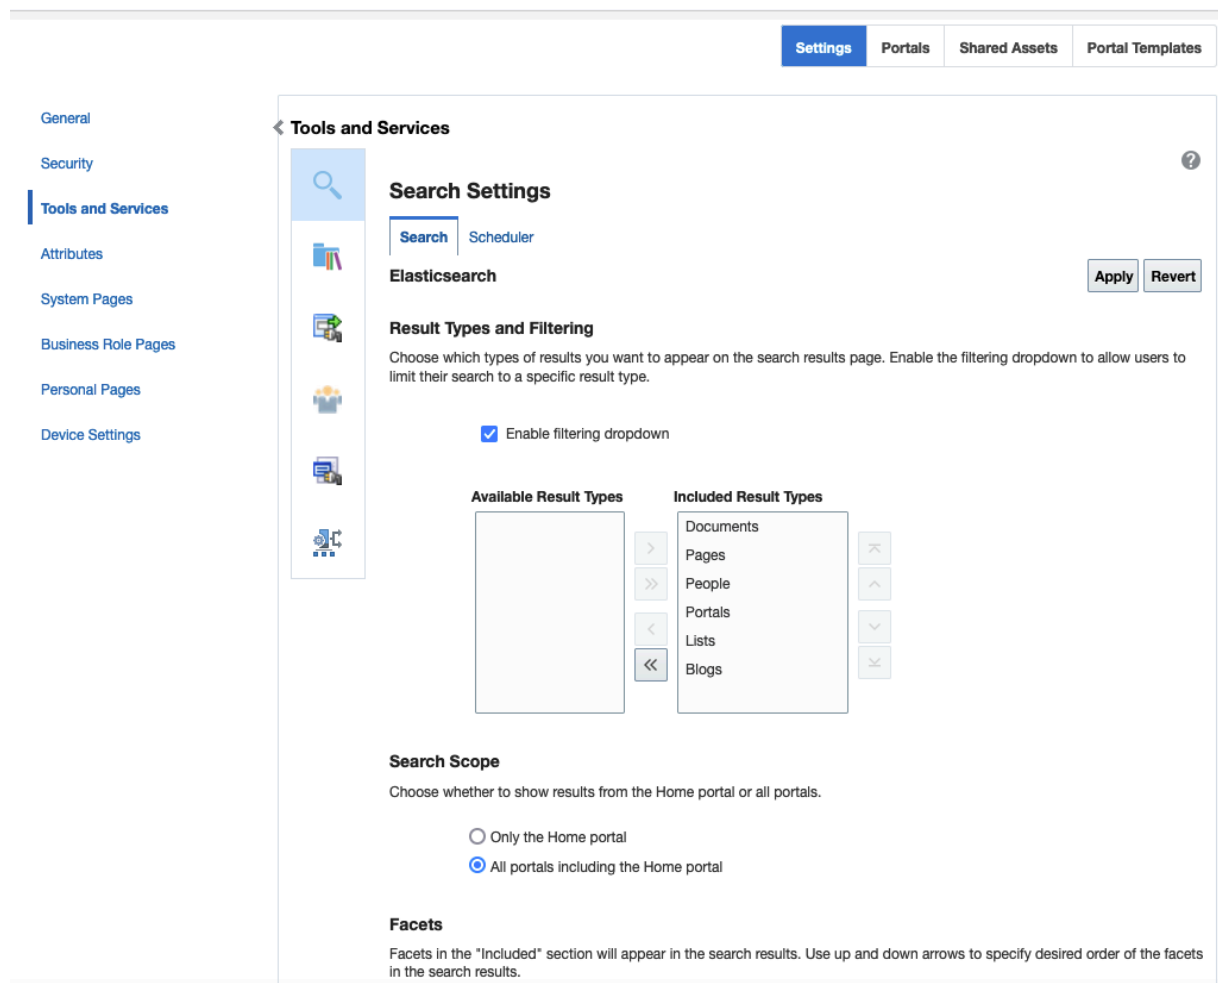 Settings
Portals
Shared Assets
Portal Templates
General
Security
Tools and Services
Attributes
System Pages
Business Role Pages
Personal Pages
Device Settings
Tools and Services
Search Settings
Search
Scheduler
Elasticsearch
Apply
Revert
Result Types and Filtering
Choose which types of results you want to appear on the search results page. Enable the filtering dropdown to allow users to
limit their search to a specific result type.
Enable filtering dropdown
Available Result Types
Included Result Types
Documents
Pages
People
Portals
Lists
Blogs
Search Scope
Choose whether to show results from the Home portal or all portals.
Only the Home portal
All portals including the Home portal
Facets
Facets in the "Included" section will appear in the search results. Use up and down arrows to specify desired order of the facets
in the search results.